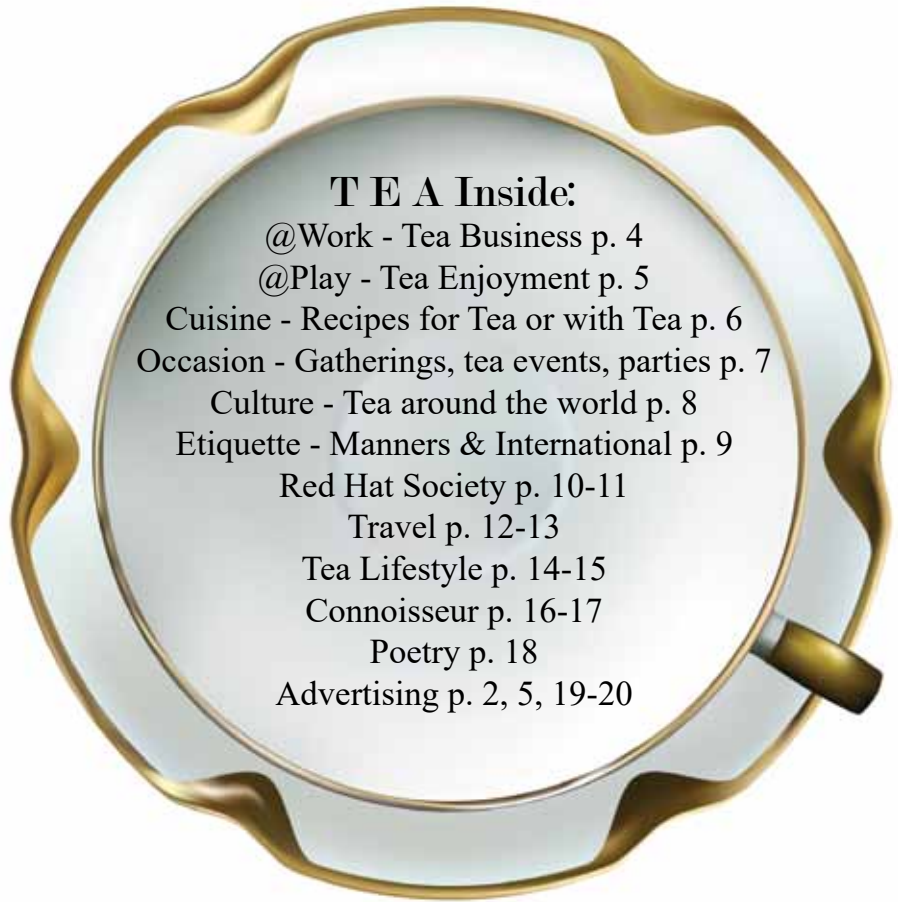 T E A Inside:
@Work - Tea Business p. 4
@Play - Tea Enjoyment p. 5
Cuisine - Recipes for Tea or with Tea p. 6
Occasion - Gatherings, tea events, parties p. 7
Culture - Tea around the world p. 8
Etiquette - Manners & International p. 9
Red Hat Society p. 10-11
Travel p. 12-13
Tea Lifestyle p. 14-15
Connoisseur p. 16-17
Poetry p. 18
Advertising p. 2, 5, 19-20